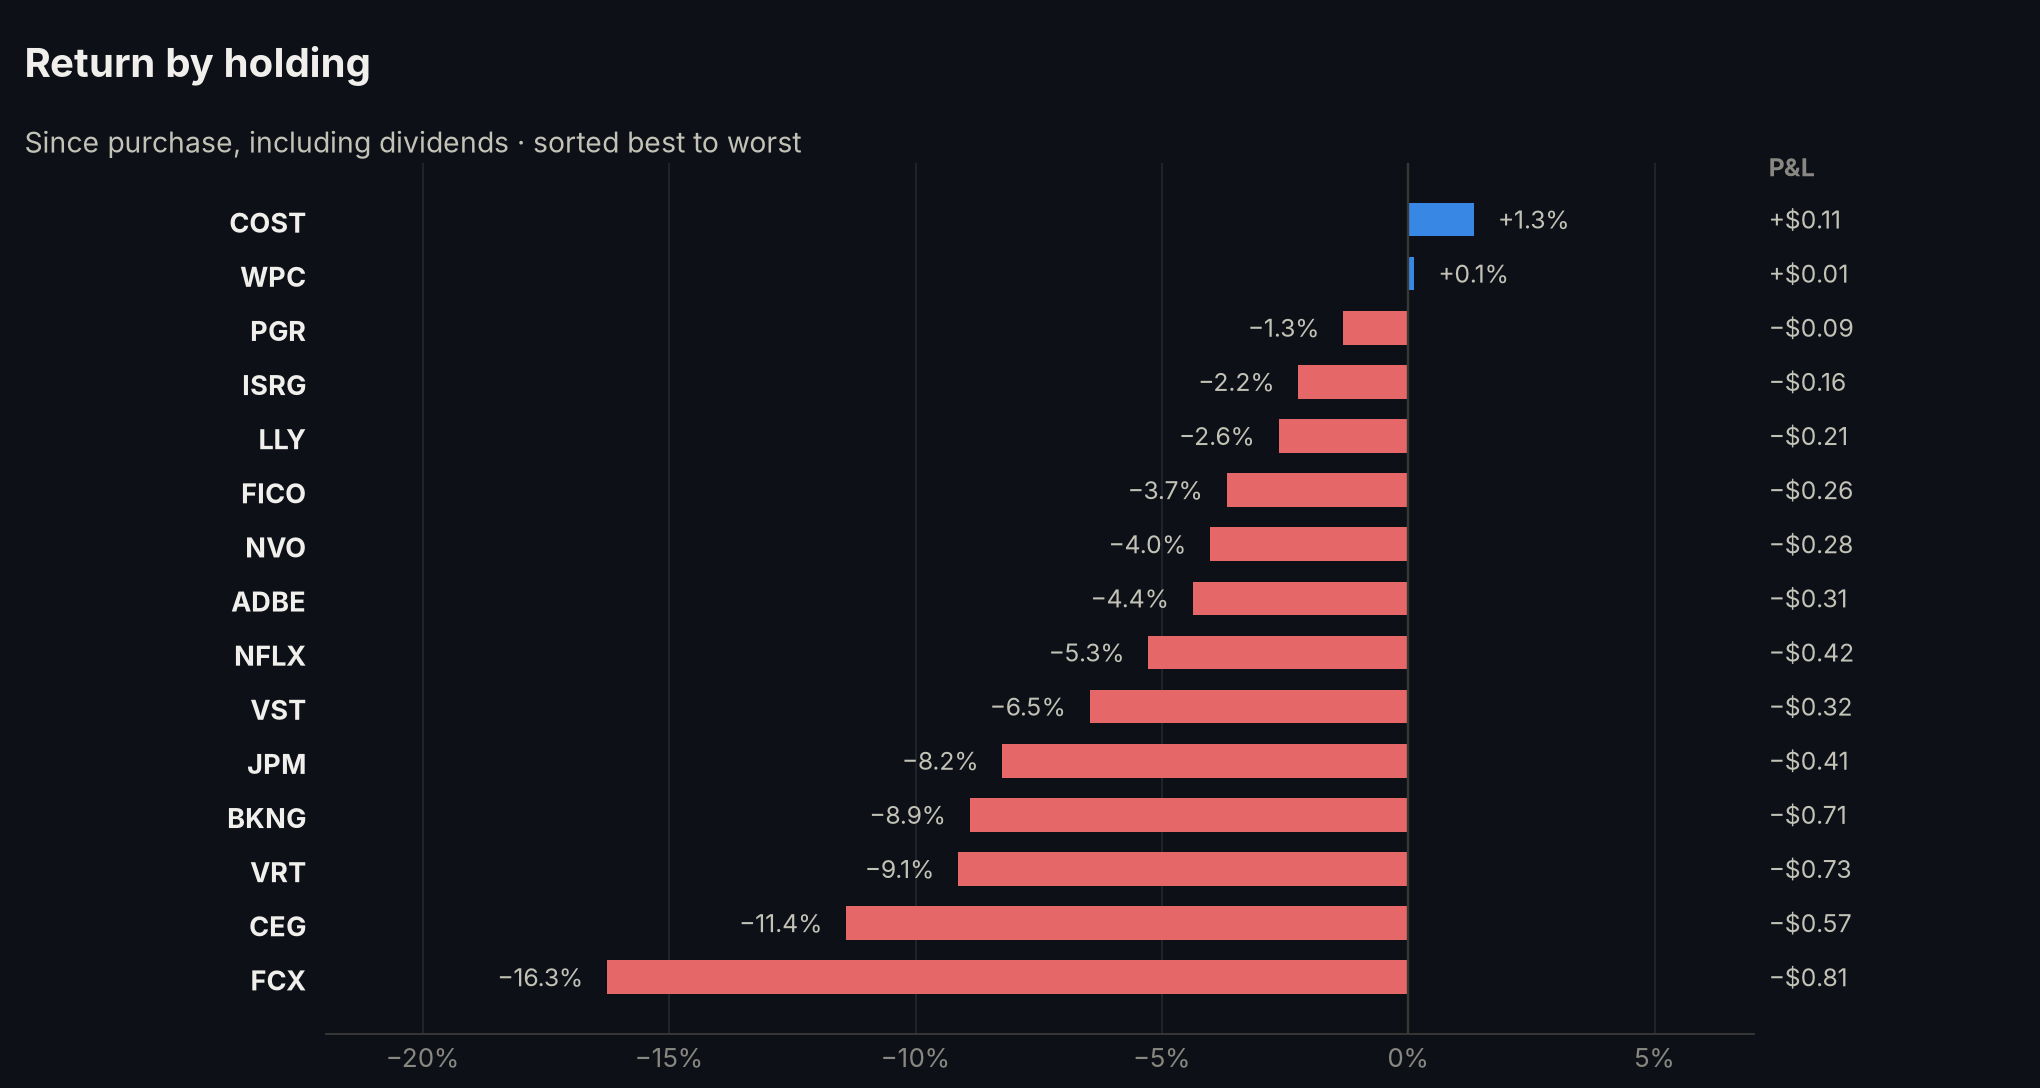 Return by holding
Since purchase, including dividends · sorted best to worst
P&L
COST +1.3% +$0.11
WPC +0.1% +$0.01
PGR −1.3% −$0.09
ISRG −2.2% −$0.16
LLY −2.6% −$0.21
FICO −3.7% −$0.26
NVO −4.0% −$0.28
ADBE −4.4% −$0.31
NFLX −5.3% −$0.42
VST −6.5% −$0.32
JPM −8.2% −$0.41
BKNG −8.9% −$0.71
VRT −9.1% −$0.73
CEG −11.4% −$0.57
FCX −16.3% −$0.81
−20% −15% −10% −5% 0% 5%